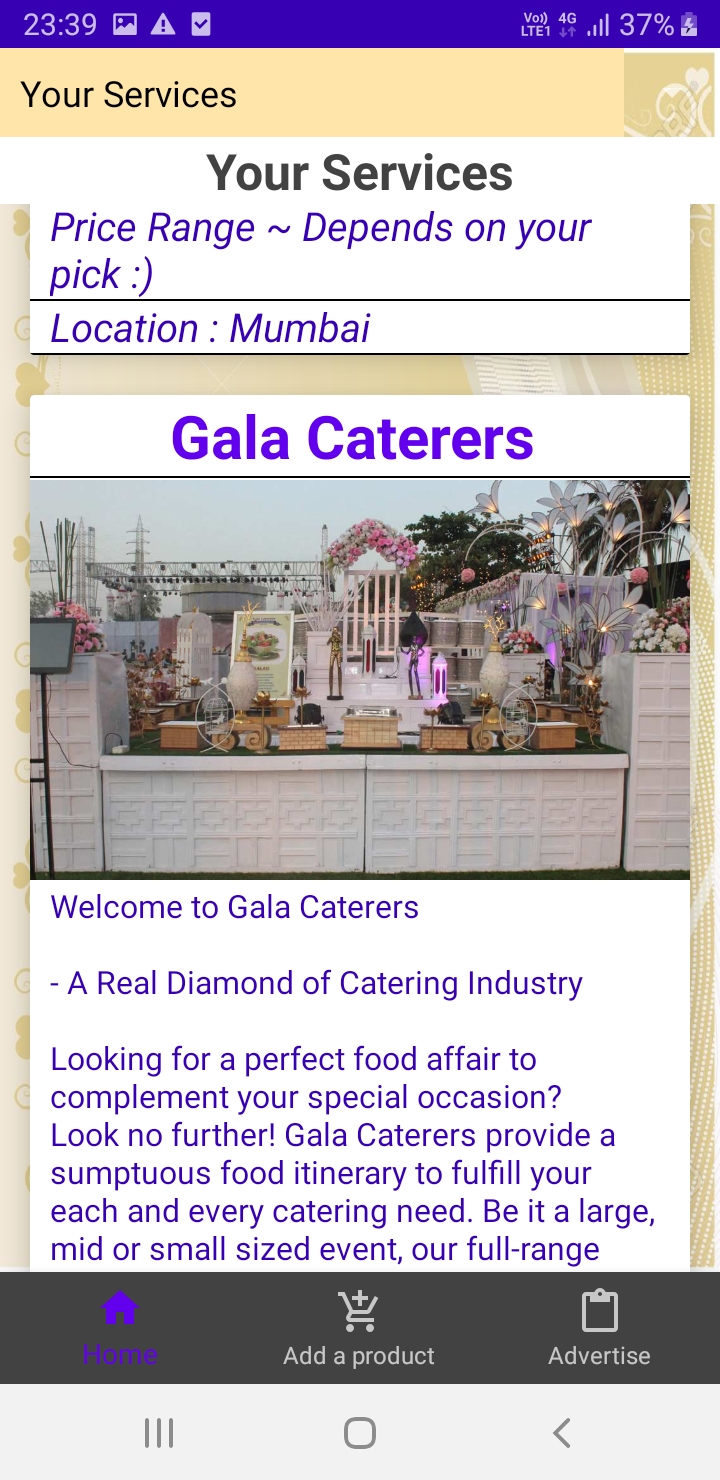 23:39
Vo)) LTE1 4G 37%
Your Services
Your Services
Price Range ~ Depends on your
pick :)
Location : Mumbai
Gala Caterers
Welcome to Gala Caterers
- A Real Diamond of Catering Industry
Looking for a perfect food affair to
complement your special occasion?
Look no further! Gala Caterers provide a
sumptuous food itinerary to fulfill your
each and every catering need. Be it a large,
mid or small sized event, our full-range
Home
Add a product
Advertise